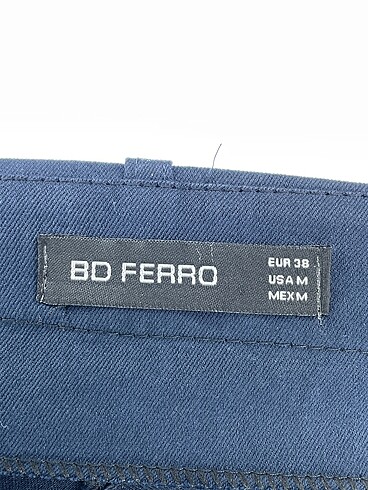 BD FERRO
EUR 38
USA M
MEX M